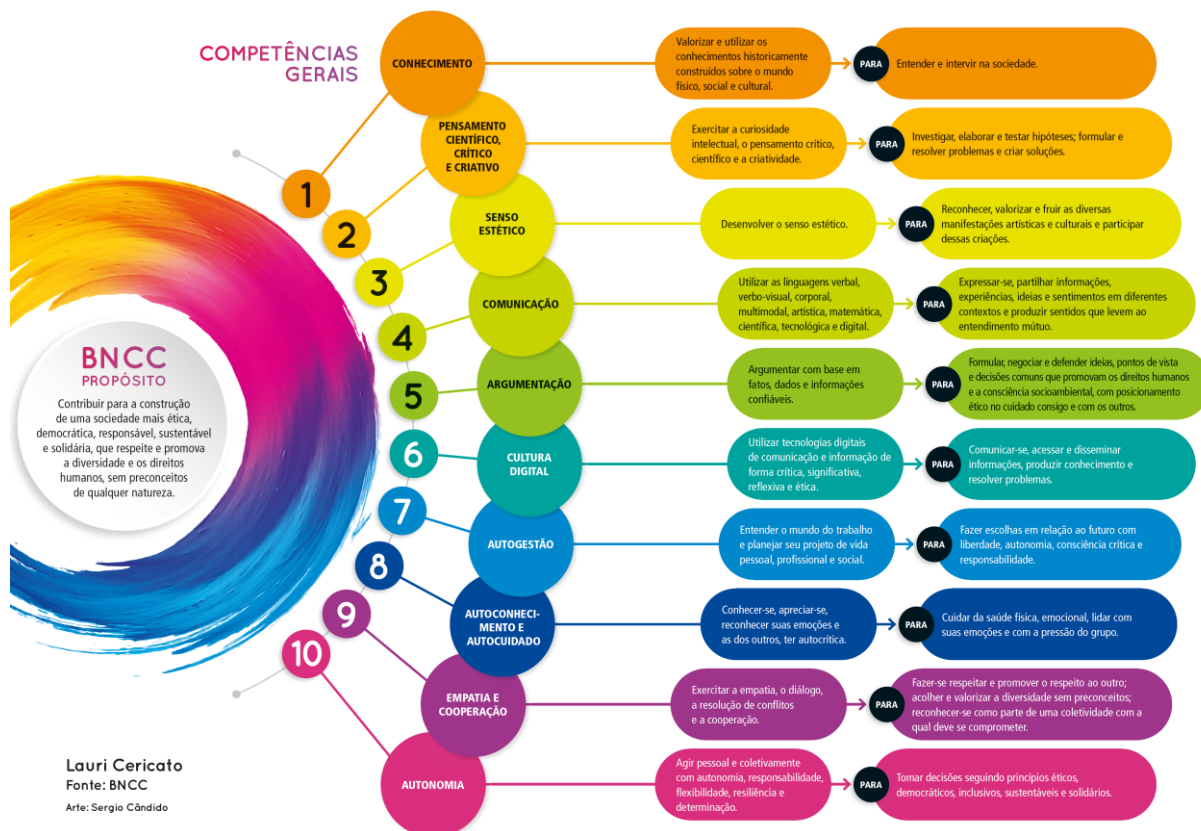 COMPETÊNCIAS
GERAIS
BNCC
PROPÓSITO
Contribuir para a construção
de uma sociedade mais ética,
democrática, responsável, sustentável
e solidária, que respeite e promova
a diversidade e os direitos
humanos, sem preconceitos
de qualquer natureza.
1
CONHECIMENTO
Valorizar e utilizar os
conhecimentos historicamente
construídos sobre o mundo
físico, social e cultural.
PARA
Entender e intervir na sociedade.
2
PENSAMENTO
CIENTÍFICO,
CRÍTICO
E CRIATIVO
Exercitar a curiosidade
intelectual, o pensamento crítico,
científico e a criatividade.
PARA
Investigar, elaborar e testar hipóteses; formular e
resolver problemas e criar soluções.
3
SENSO
ESTÉTICO
Desenvolver o senso estético.
PARA
Reconhecer, valorizar e fruir as diversas
manifestações artísticas e culturais e participar
dessas criações.
4
COMUNICAÇÃO
Utilizar as linguagens verbal,
verbo-visual, corporal,
multimodal, artística, matemática,
científica, tecnológica e digital.
PARA
Expressar-se, partilhar informações,
experiências, ideias e sentimentos em diferentes
contextos e produzir sentidos que levem ao
entendimento mútuo.
5
ARGUMENTAÇÃO
Argumentar com base em
fatos, dados e informações
confiáveis.
PARA
Formular, negociar e defender ideias, pontos de vista
e decisões comuns que promovam os direitos humanos
e a consciência socioambiental, com posicionamento
ético no cuidado consigo e com os outros.
6
CULTURA
DIGITAL
Utilizar tecnologias digitais
de comunicação e informação de
forma crítica, significativa,
reflexiva e ética.
PARA
Comunicar-se, acessar e disseminar
informações, produzir conhecimento e
resolver problemas.
7
AUTOGESTÃO
Entender o mundo do trabalho
e planejar seu projeto de vida
pessoal, profissional e social.
PARA
Fazer escolhas em relação ao futuro com
liberdade, autonomia, consciência crítica e
responsabilidade.
8
AUTOCONHECI-
MENTO E
AUTOCUIDADO
Conhecer-se, apreciar-se,
reconhecer suas emoções e
as dos outros, ter autocrítica.
PARA
Cuidar da saúde física, emocional, lidar com
suas emoções e com a pressão do grupo.
9
EMPATIA E
COOPERAÇÃO
Exercitar a empatia, o diálogo,
a resolução de conflitos
e a cooperação.
PARA
Fazer-se respeitar e promover o respeito ao outro;
acolher e valorizar a diversidade sem preconceitos;
reconhecer-se como parte de uma coletividade com a
qual deve se comprometer.
10
AUTONOMIA
Agir pessoal e coletivamente
com autonomia, responsabilidade,
flexibilidade, resiliência e
determinação.
PARA
Tomar decisões seguindo princípios éticos,
democráticos, inclusivos, sustentáveis e solidários.
Lauri Cericato
Fonte: BNCC
Arte: Sergio Cândido